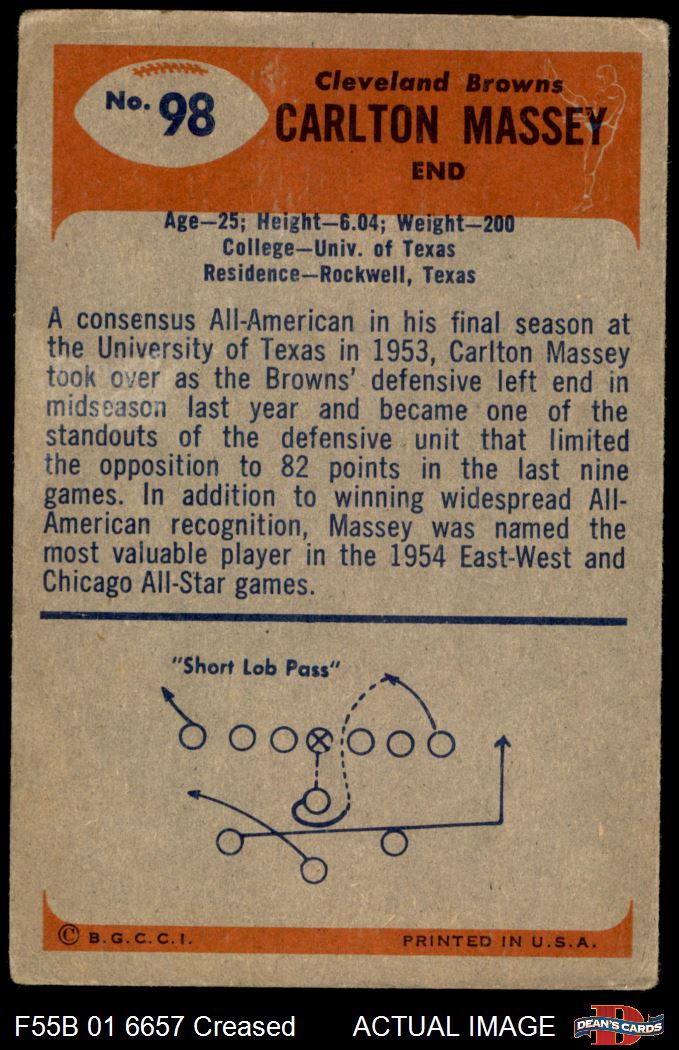 Cleveland Browns
No. 98
CARLTON MASSEY
END
Age—25; Height—6.04; Weight—200
College—Univ. of Texas
Residence—Rockwell, Texas
A consensus All-American in his final season at
the University of Texas in 1953, Carlton Massey
took over as the Browns' defensive left end in
midseason last year and became one of the
standouts of the defensive unit that limited
the opposition to 82 points in the last nine
games. In addition to winning widespread All-
American recognition, Massey was named the
most valuable player in the 1954 East-West and
Chicago All-Star games.
"Short Lob Pass"
© B.G.C.C.I.
PRINTED IN U.S.A.
F55B 01 6657 Creased
ACTUAL IMAGE
D
DEAN'S CARDS